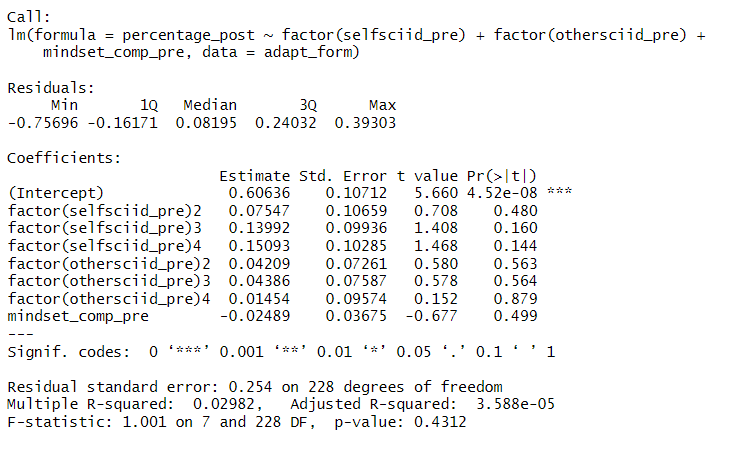 Call:
lm(formula = percentage_post ~ factor(selfsciid_pre) + factor(othersciid_pre) +
    mindset_comp_pre, data = adapt_form)
Residuals:
     Min       1Q   Median       3Q      Max
-0.75696 -0.16171  0.08195  0.24032  0.39303
Coefficients:
                        Estimate Std. Error t value Pr(>|t|)
(Intercept)              0.60636    0.10712   5.660 4.52e-08 ***
factor(selfsciid_pre)2   0.07547    0.10659   0.708    0.480
factor(selfsciid_pre)3   0.13992    0.09936   1.408    0.160
factor(selfsciid_pre)4   0.15093    0.10285   1.468    0.144
factor(othersciid_pre)2  0.04209    0.07261   0.580    0.563
factor(othersciid_pre)3  0.04386    0.07587   0.578    0.564
factor(othersciid_pre)4  0.01454    0.09574   0.152    0.879
mindset_comp_pre        -0.02489    0.03675  -0.677    0.499
---
Signif. codes:  0 ‘***’ 0.001 ‘**’ 0.01 ‘*’ 0.05 ‘.’ 0.1 ‘ ’ 1
Residual standard error: 0.254 on 228 degrees of freedom
Multiple R-squared:  0.02982,   Adjusted R-squared:  3.588e-05
F-statistic: 1.001 on 7 and 228 DF,  p-value: 0.4312